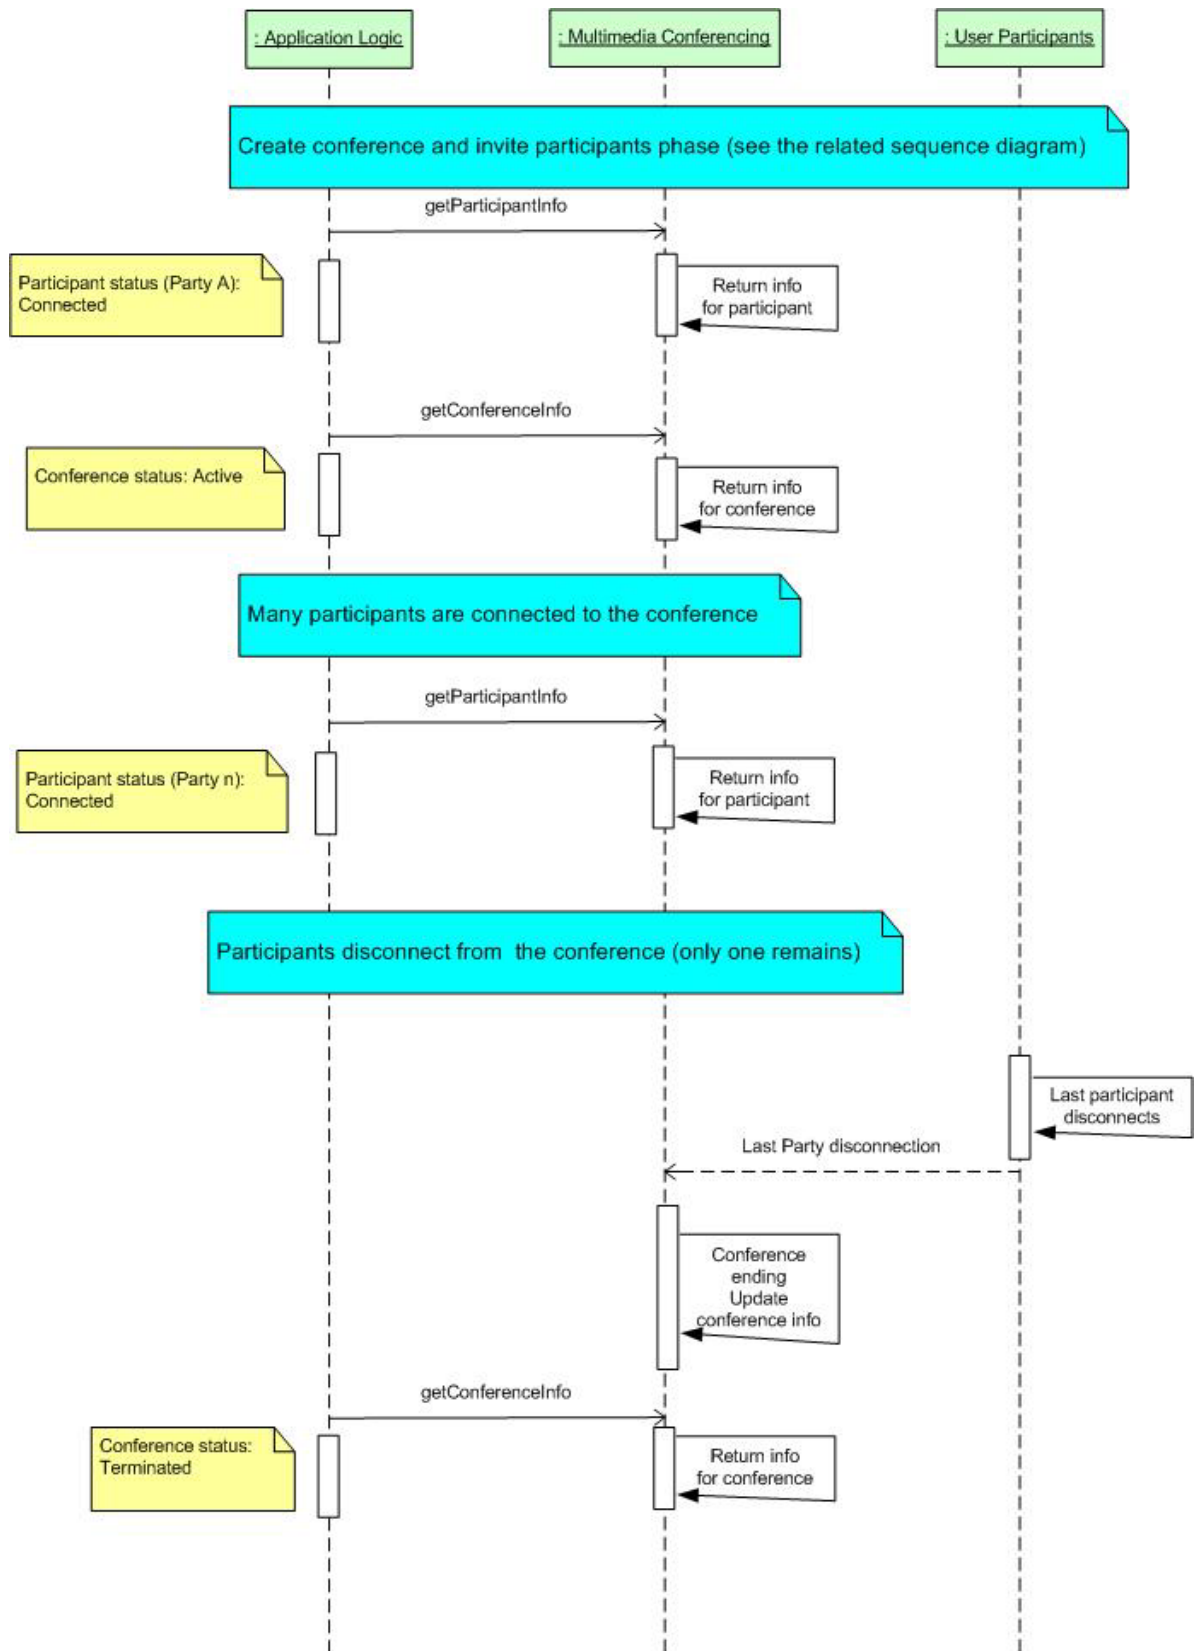 : Application Logic
: Multimedia Conferencing
: User Participants
Create conference and invite participants phase (see the related sequence diagram)
getParticipantInfo
Participant status (Party A):
Connected
Return info
for participant
getConferenceInfo
Conference status: Active
Return info
for conference
Many participants are connected to the conference
getParticipantInfo
Participant status (Party n):
Connected
Return info
for participant
Participants disconnect from  the conference (only one remains)
Last participant
disconnects
Last Party disconnection
Conference
ending
Update
conference info
getConferenceInfo
Conference status:
Terminated
Return info
for conference